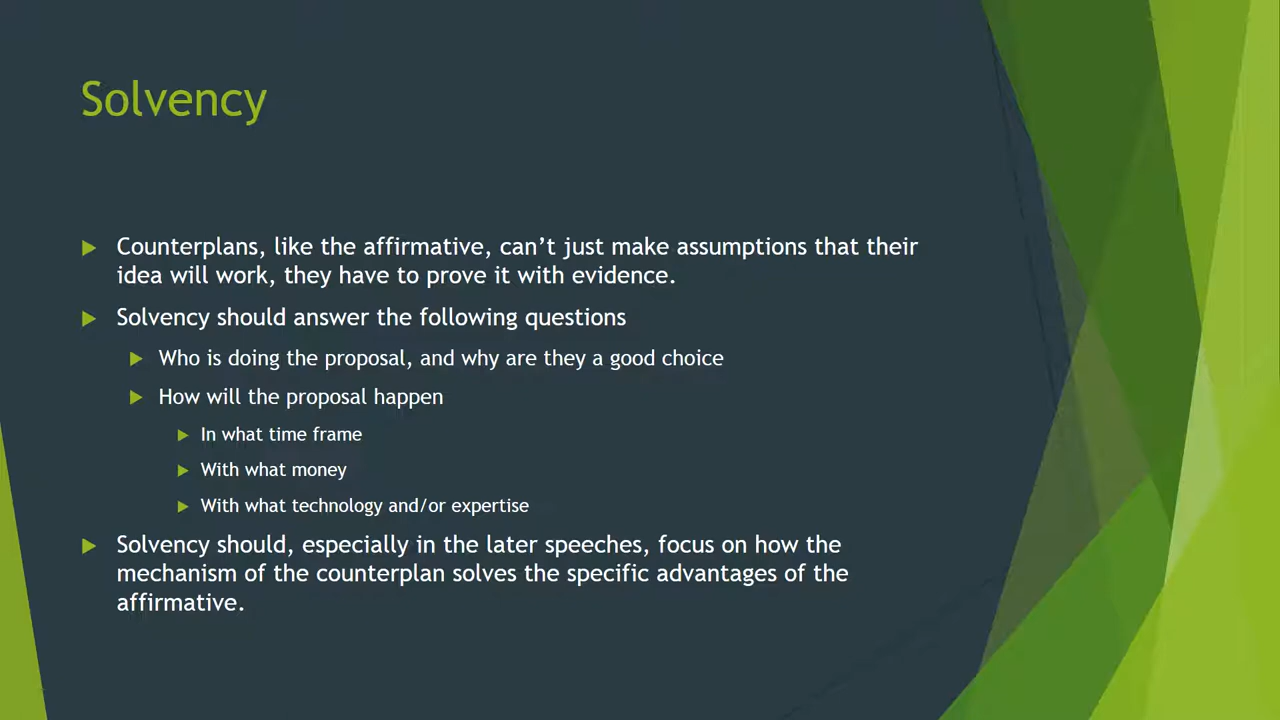 Solvency
Counterplans, like the affirmative, can’t just make assumptions that their
idea will work, they have to prove it with evidence.
Solvency should answer the following questions
Who is doing the proposal, and why are they a good choice
How will the proposal happen
In what time frame
With what money
With what technology and/or expertise
Solvency should, especially in the later speeches, focus on how the
mechanism of the counterplan solves the specific advantages of the
affirmative.